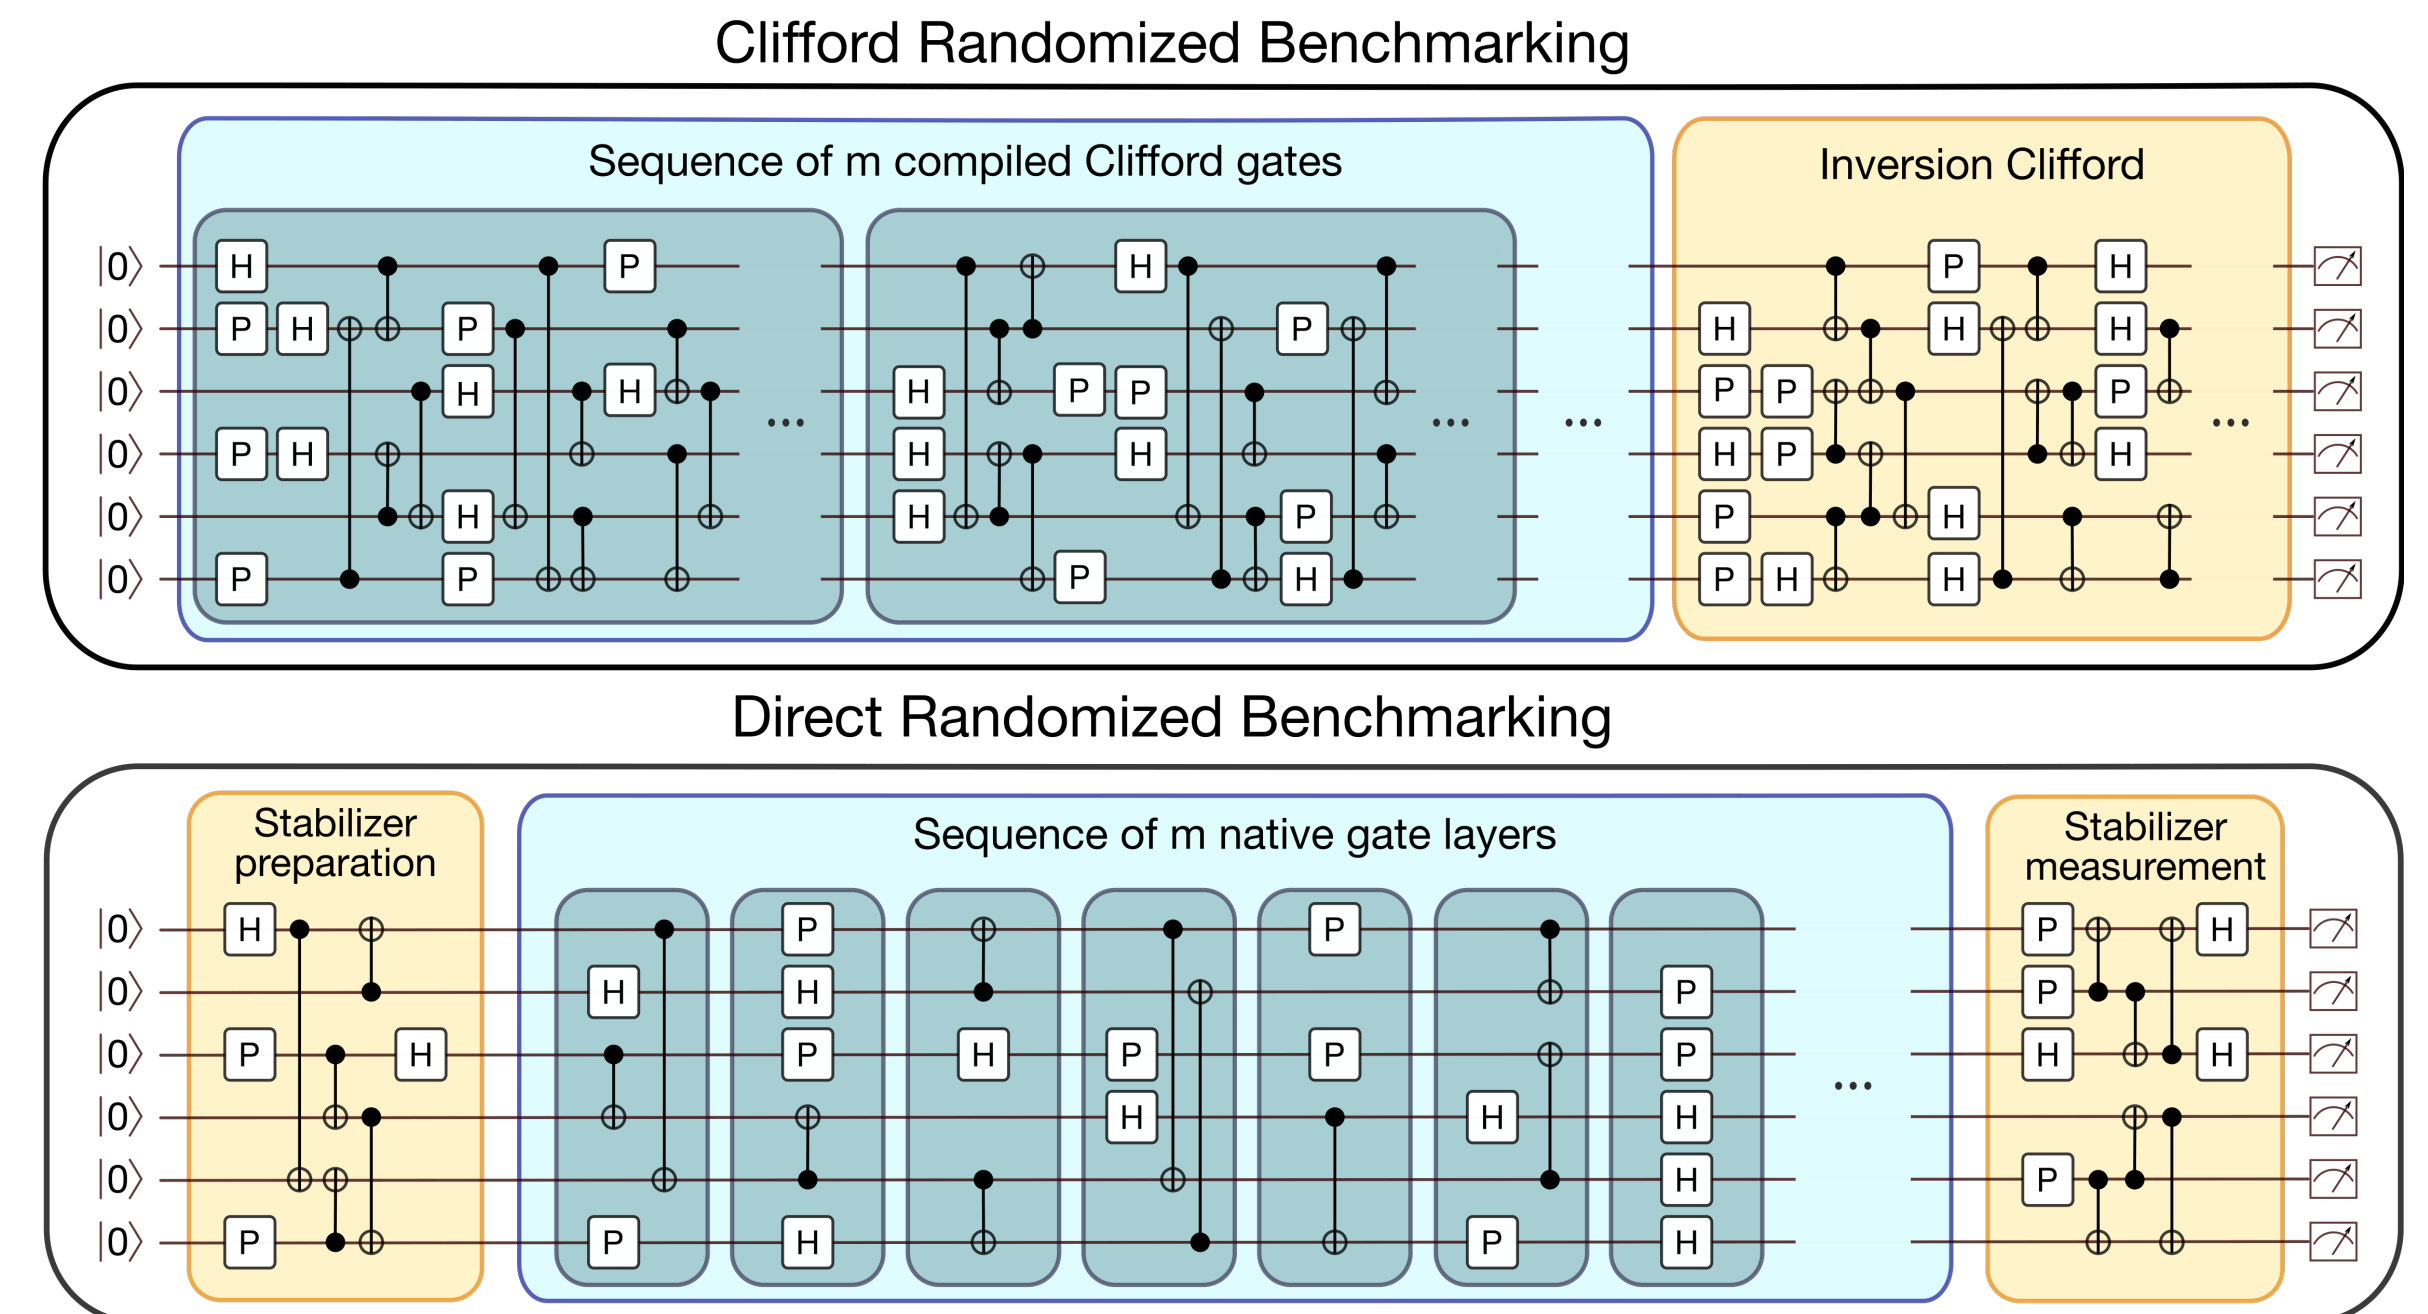 Clifford Randomized Benchmarking
Sequence of m compiled Clifford gates
Inversion Clifford
|0⟩ H P H P H P H
|0⟩ P H P P H H H
|0⟩ H H H P P P P P
... ... ... ...
|0⟩ P H H H H P H
|0⟩ H H P P H
|0⟩ P P P H P H H
Direct Randomized Benchmarking
Stabilizer
preparation
Sequence of m native gate layers
Stabilizer
measurement
|0⟩ H P P P H
|0⟩ H H P P
|0⟩ P H P H P P P H H
...
|0⟩ H H H
|0⟩ H P
|0⟩ P P H P H